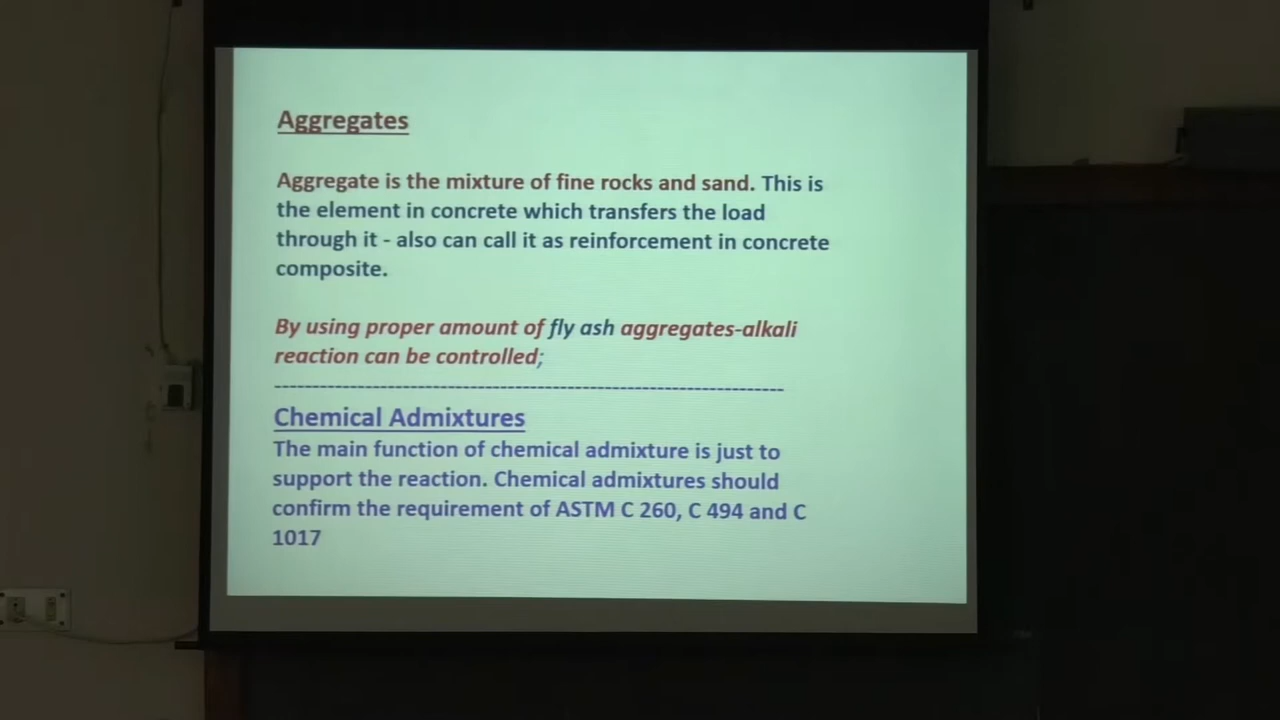 Aggregates
Aggregate is the mixture of fine rocks and sand. This is
the element in concrete which transfers the load
through it - also can call it as reinforcement in concrete
composite.
By using proper amount of fly ash aggregates-alkali
reaction can be controlled;
--------------------------------------------------------------------
Chemical Admixtures
The main function of chemical admixture is just to
support the reaction. Chemical admixtures should
confirm the requirement of ASTM C 260, C 494 and C
1017